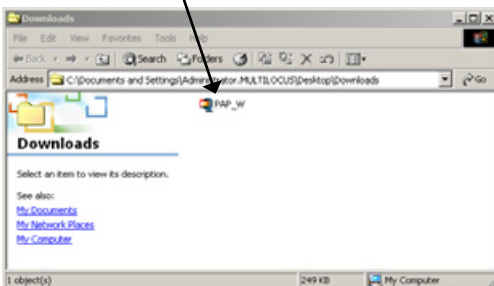 Downloads
File Edit View Favorites Tools
Back Search Folders
Address C:\Documents and Settings\Administrator.MULTILOCUS\Desktop\Downloads Go
PAP_W
Downloads
Select an item to view its description.
See also:
My Documents
My Network Places
My Computer
1 object(s) 249 KB My Computer